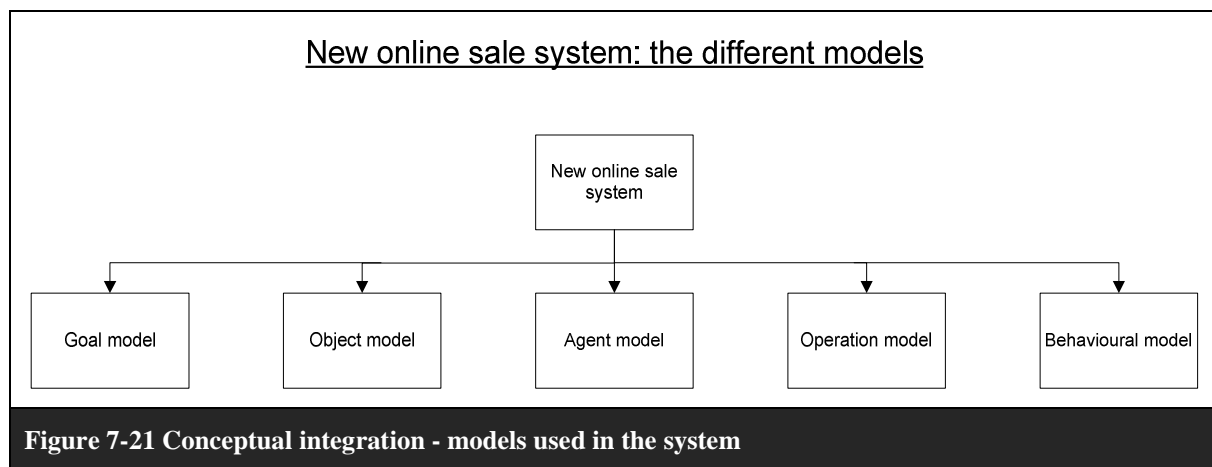 New online sale system: the different models
New online sale
system
Goal model
Object model
Agent model
Operation model
Behavioural model
Figure 7-21 Conceptual integration - models used in the system